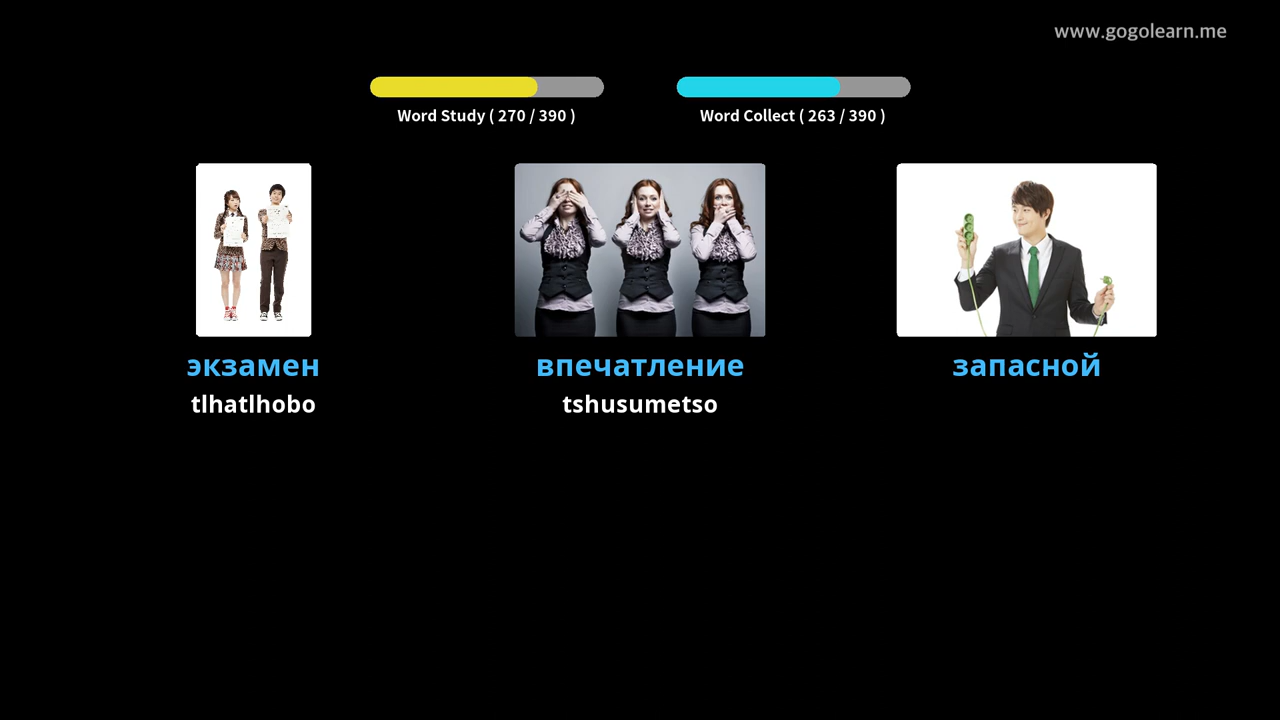 www.gogolearn.me
Word Study ( 270 / 390 )
Word Collect ( 263 / 390 )
экзамен
tlhatlhobo
впечатление
tshusumetso
запасной